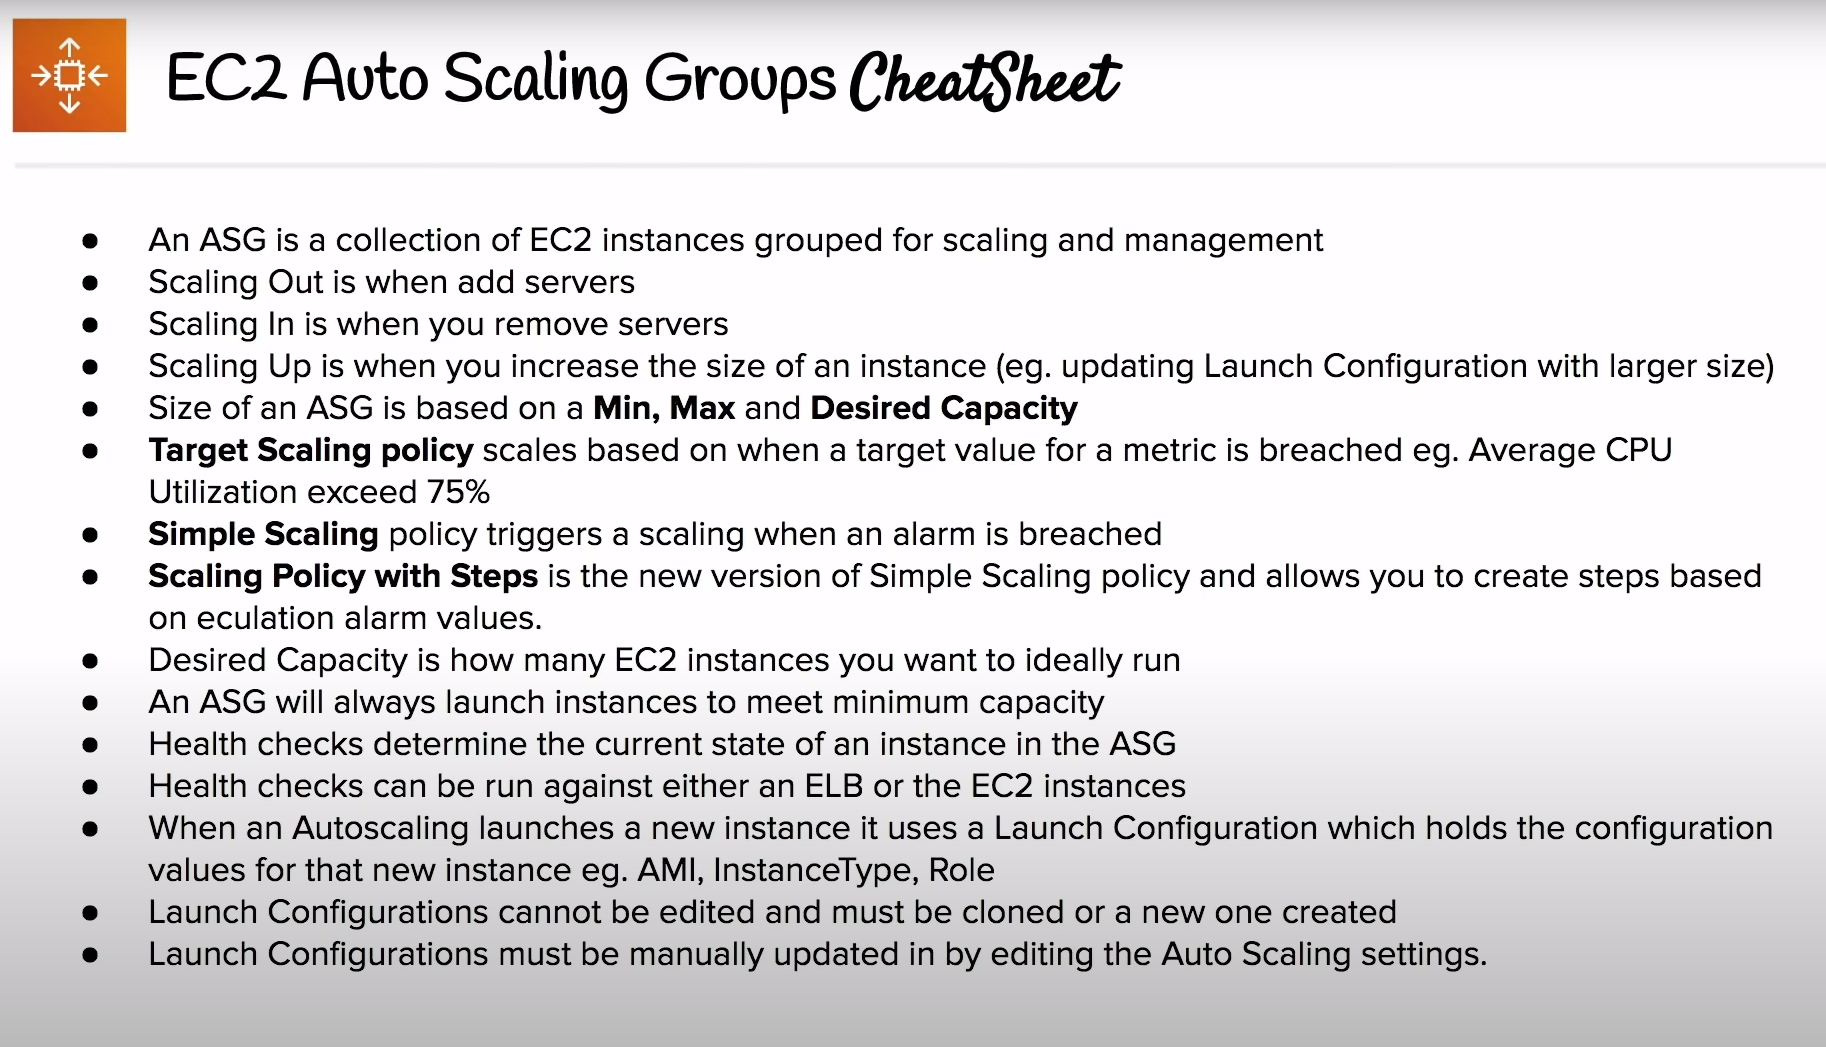 EC2 Auto Scaling Groups CheatSheet
● An ASG is a collection of EC2 instances grouped for scaling and management
● Scaling Out is when add servers
● Scaling In is when you remove servers
● Scaling Up is when you increase the size of an instance (eg. updating Launch Configuration with larger size)
● Size of an ASG is based on a Min, Max and Desired Capacity
● Target Scaling policy scales based on when a target value for a metric is breached eg. Average CPU
Utilization exceed 75%
● Simple Scaling policy triggers a scaling when an alarm is breached
● Scaling Policy with Steps is the new version of Simple Scaling policy and allows you to create steps based
on eculation alarm values.
● Desired Capacity is how many EC2 instances you want to ideally run
● An ASG will always launch instances to meet minimum capacity
● Health checks determine the current state of an instance in the ASG
● Health checks can be run against either an ELB or the EC2 instances
● When an Autoscaling launches a new instance it uses a Launch Configuration which holds the configuration
values for that new instance eg. AMI, InstanceType, Role
● Launch Configurations cannot be edited and must be cloned or a new one created
● Launch Configurations must be manually updated in by editing the Auto Scaling settings.